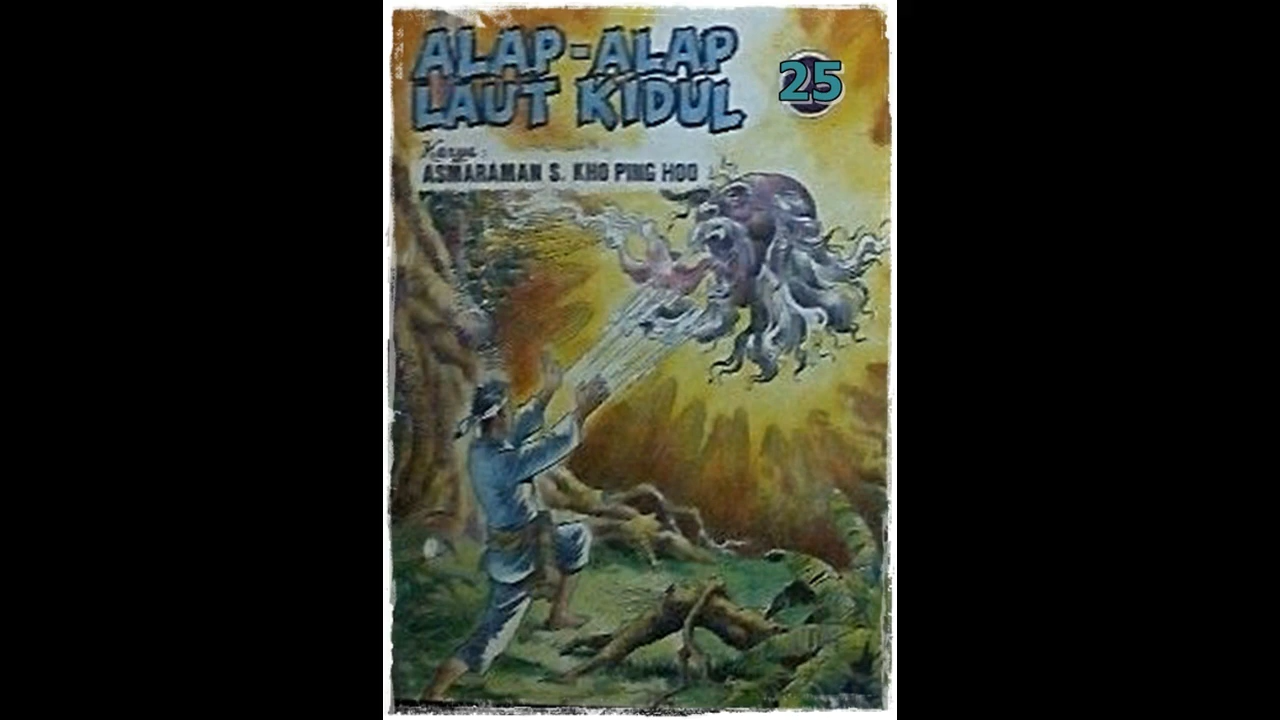 ALAP-ALAP
LAUT KIDUL
25
Karya :
ASMARAMAN S. KHO PING HOO